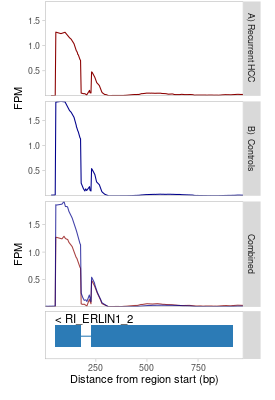 1.5
1.0
0.5
FPM
A) Recurrent HCC
1.5
1.0
0.5
B) Controls
1.5
1.0
0.5
FPM
Combined
< RI_ERLIN1_2
250 500 750
Distance from region start (bp)